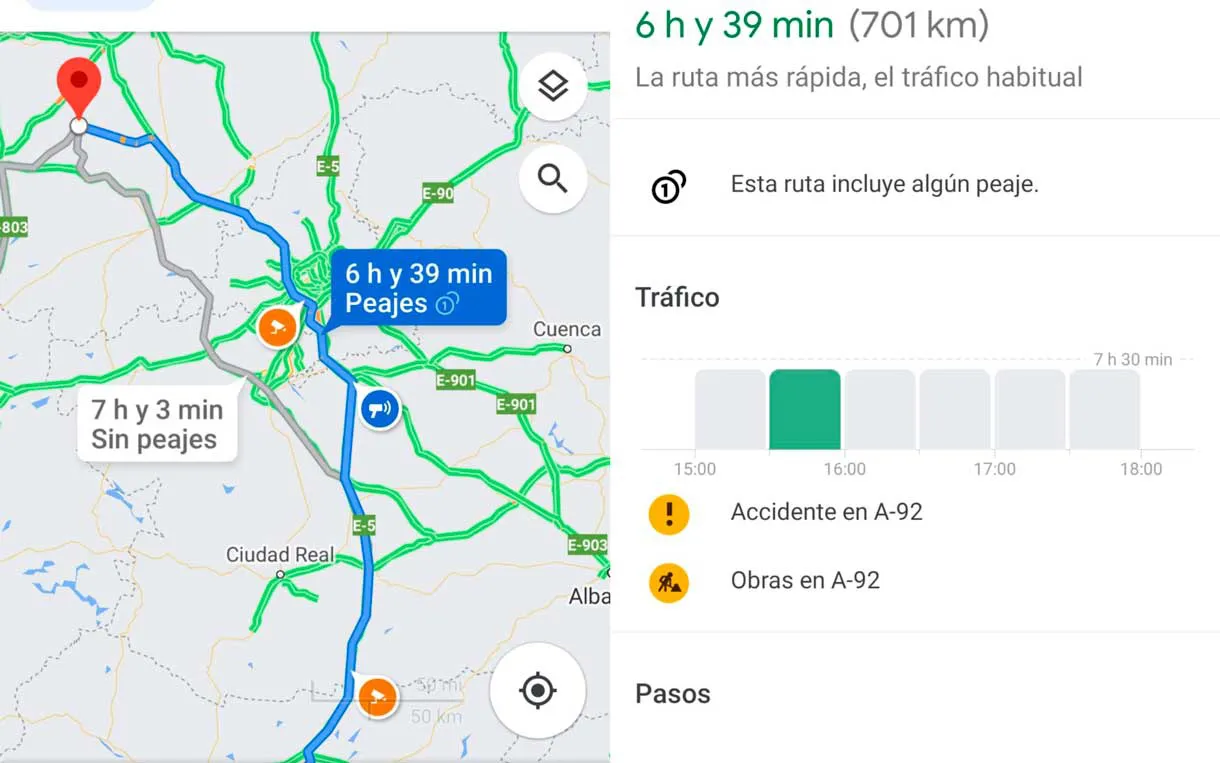 E-5
E-90
-803
6 h y 39 min
Peajes
Cuenca
E-901
E-901
7 h y 3 min
Sin peajes
E-5
E-903
Ciudad Real
Alba
50 mi
50 km
6 h y 39 min (701 km)
La ruta más rápida, el tráfico habitual
Esta ruta incluye algún peaje.
Tráfico
7 h 30 min
15:00 16:00 17:00 18:00
Accidente en A-92
Obras en A-92
Pasos